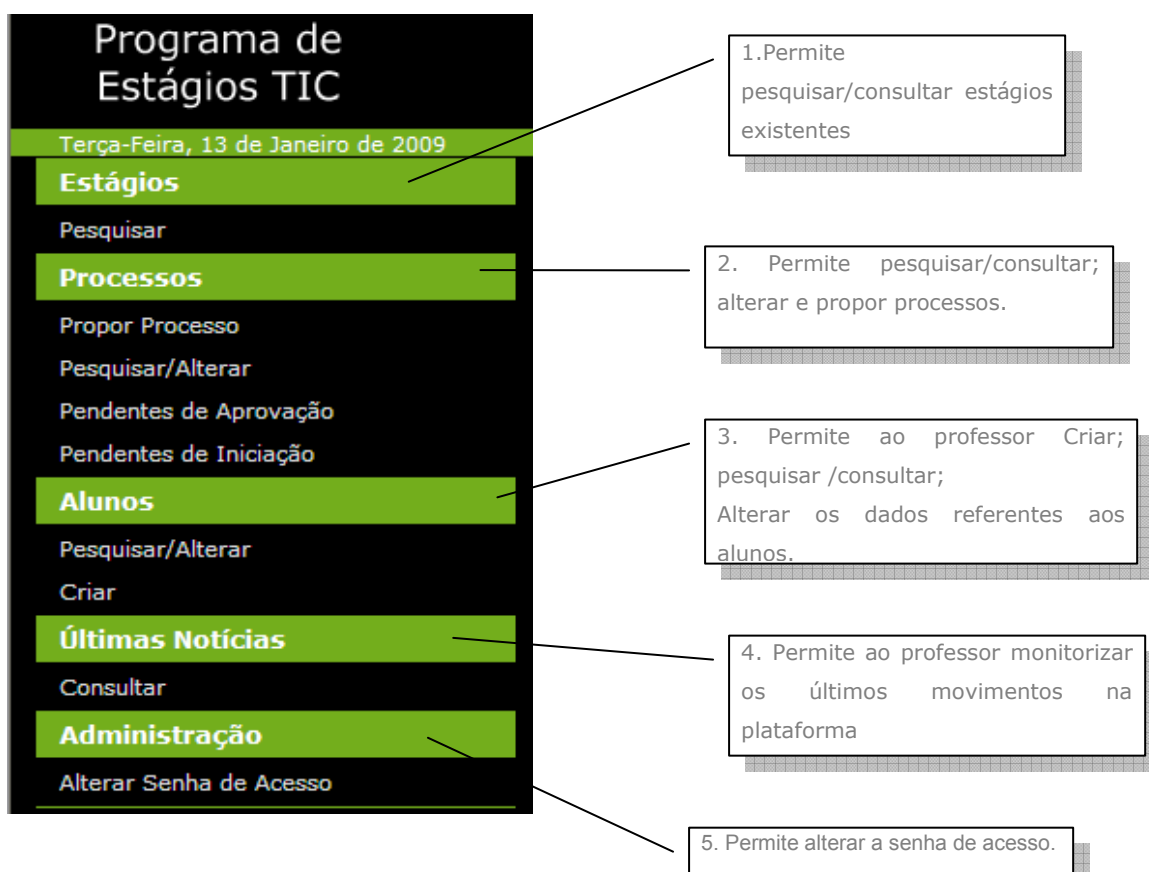 Programa de
Estágios TIC
Terça-Feira, 13 de Janeiro de 2009
Estágios
Pesquisar
Processos
Propor Processo
Pesquisar/Alterar
Pendentes de Aprovação
Pendentes de Iniciação
Alunos
Pesquisar/Alterar
Criar
Últimas Notícias
Consultar
Administração
Alterar Senha de Acesso
1.Permite
pesquisar/consultar estágios
existentes
2. Permite pesquisar/consultar;
alterar e propor processos.
3. Permite ao professor Criar;
pesquisar /consultar;
Alterar os dados referentes aos
alunos.
4. Permite ao professor monitorizar
os últimos movimentos na
plataforma
5. Permite alterar a senha de acesso.